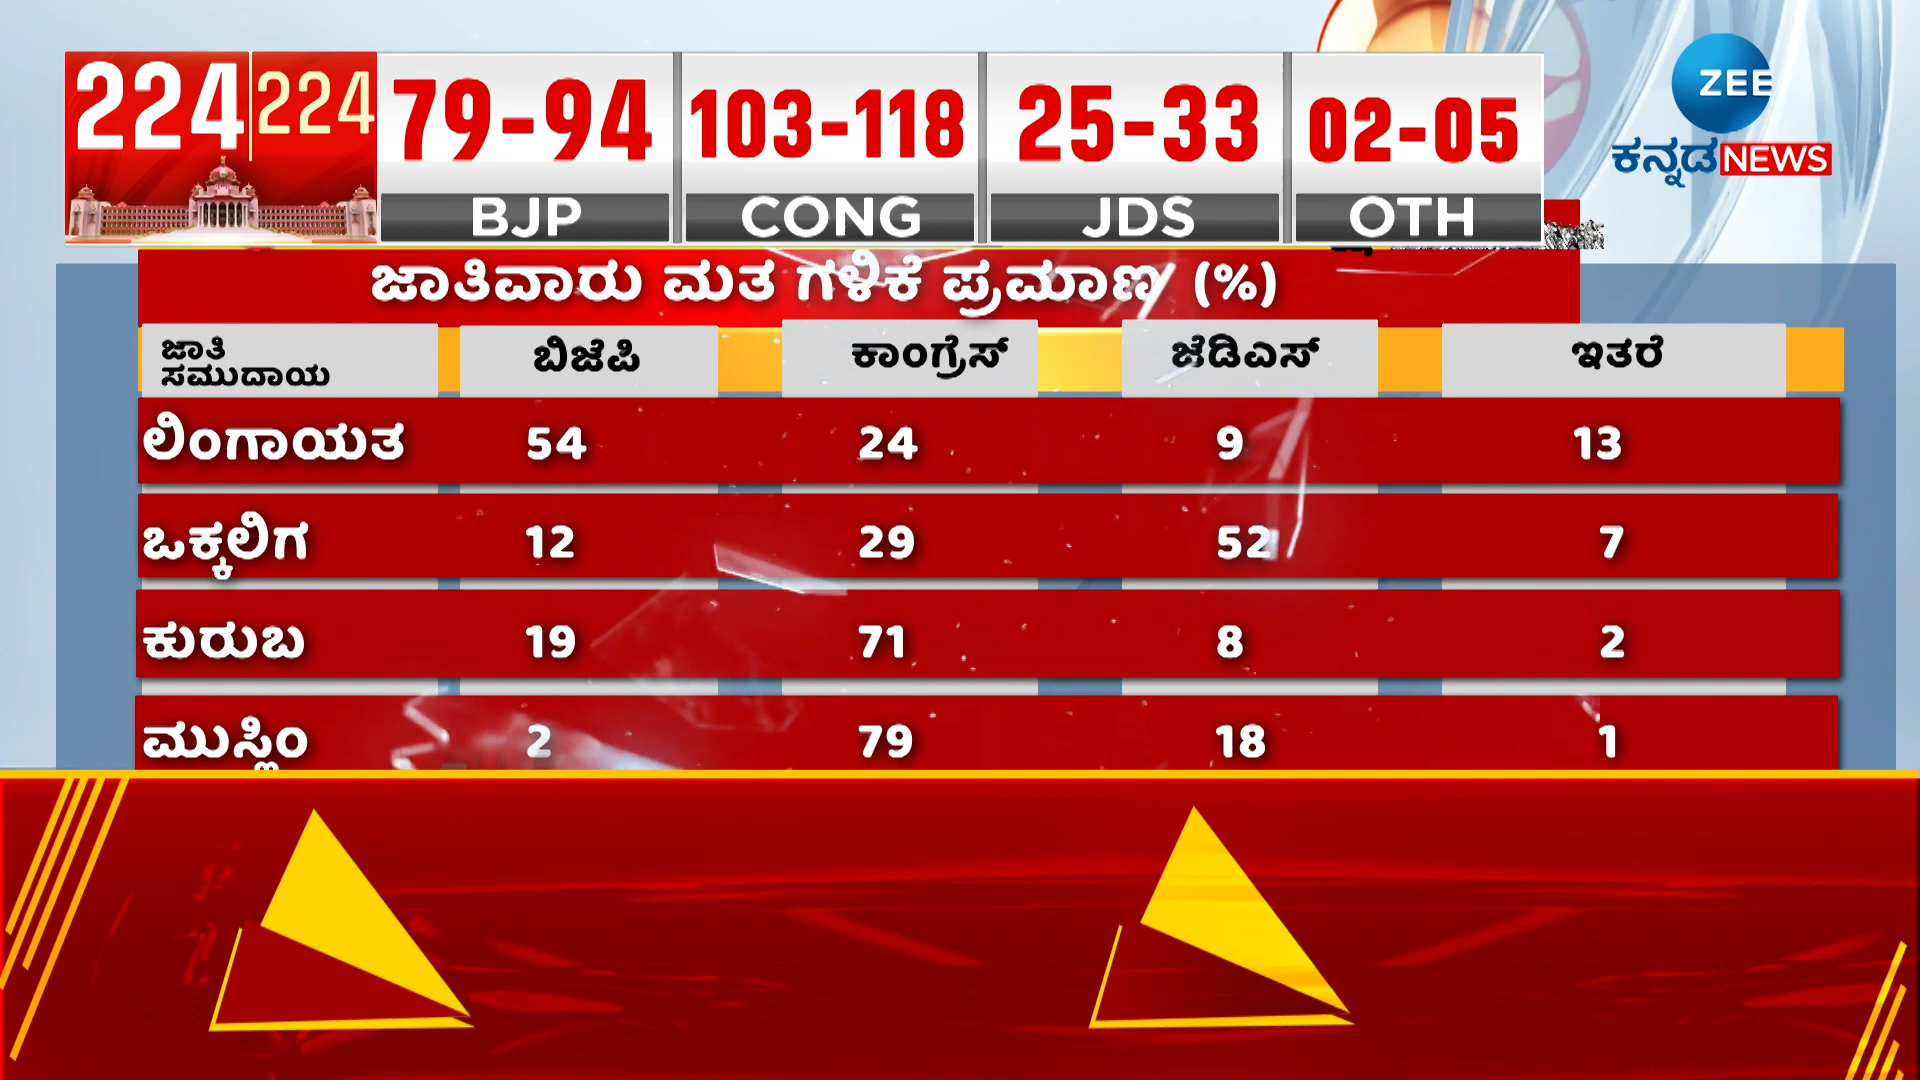 224 224 79-94 103-118 25-33 02-05
BJP CONG JDS OTH
ZEE
ಕನ್ನಡ NEWS
ಜಾತಿವಾರು ಮತ ಗಳಿಕೆ ಪ್ರಮಾಣ (%)
ಜಾತಿ
ಸಮುದಾಯ ಬಿಜೆಪಿ ಕಾಂಗ್ರೆಸ್ ಜೆಡಿಎಸ್ ಇತರೆ
ಲಿಂಗಾಯತ 54 24 9 13
ಒಕ್ಕಲಿಗ 12 29 52 7
ಕುರುಬ 19 71 8 2
ಮುಸ್ಲಿಂ 2 79 18 1